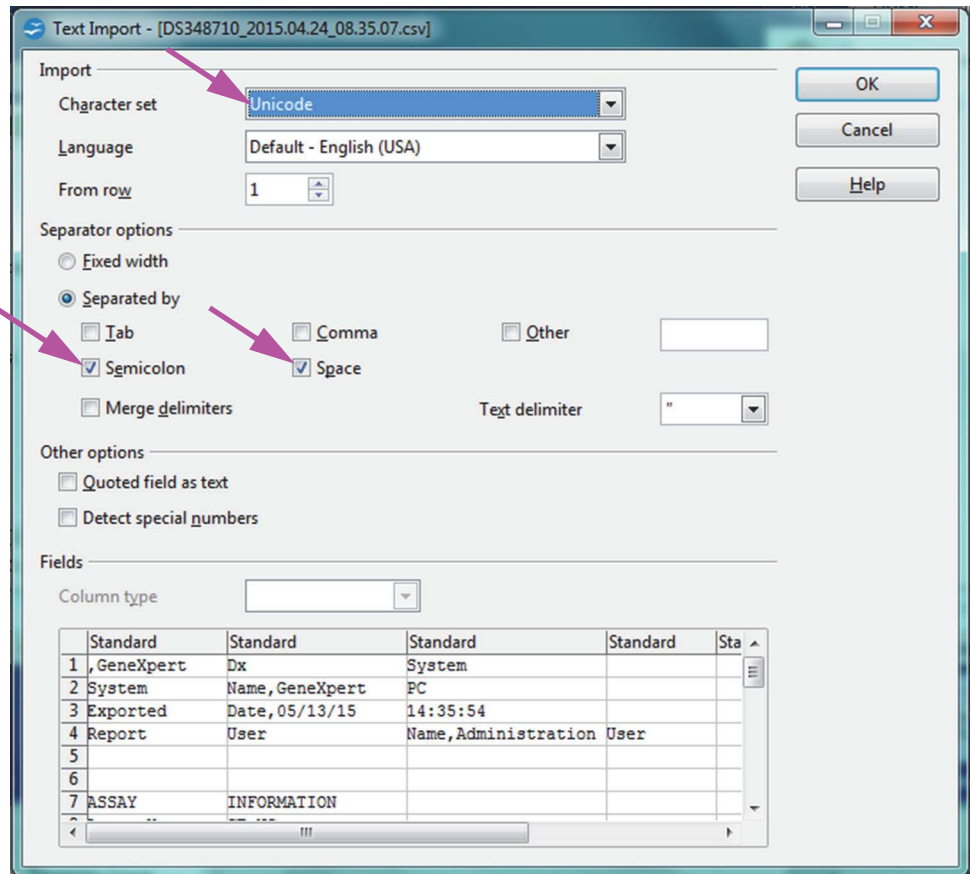 Text Import - [DS348710_2015.04.24_08.35.07.csv]
Import
Character set Unicode
Language Default - English (USA)
From row 1
OK
Cancel
Help
Separator options
Fixed width
Separated by
Tab Comma Other
Semicolon Space
Merge delimiters Text delimiter "
Other options
Quoted field as text
Detect special numbers
Fields
Column type
Standard Standard Standard Standard Sta
1 ,GeneXpert Dx System
2 System Name,GeneXpert PC
3 Exported Date,05/13/15 14:35:54
4 Report User Name,Administration User
5
6
7 ASSAY INFORMATION